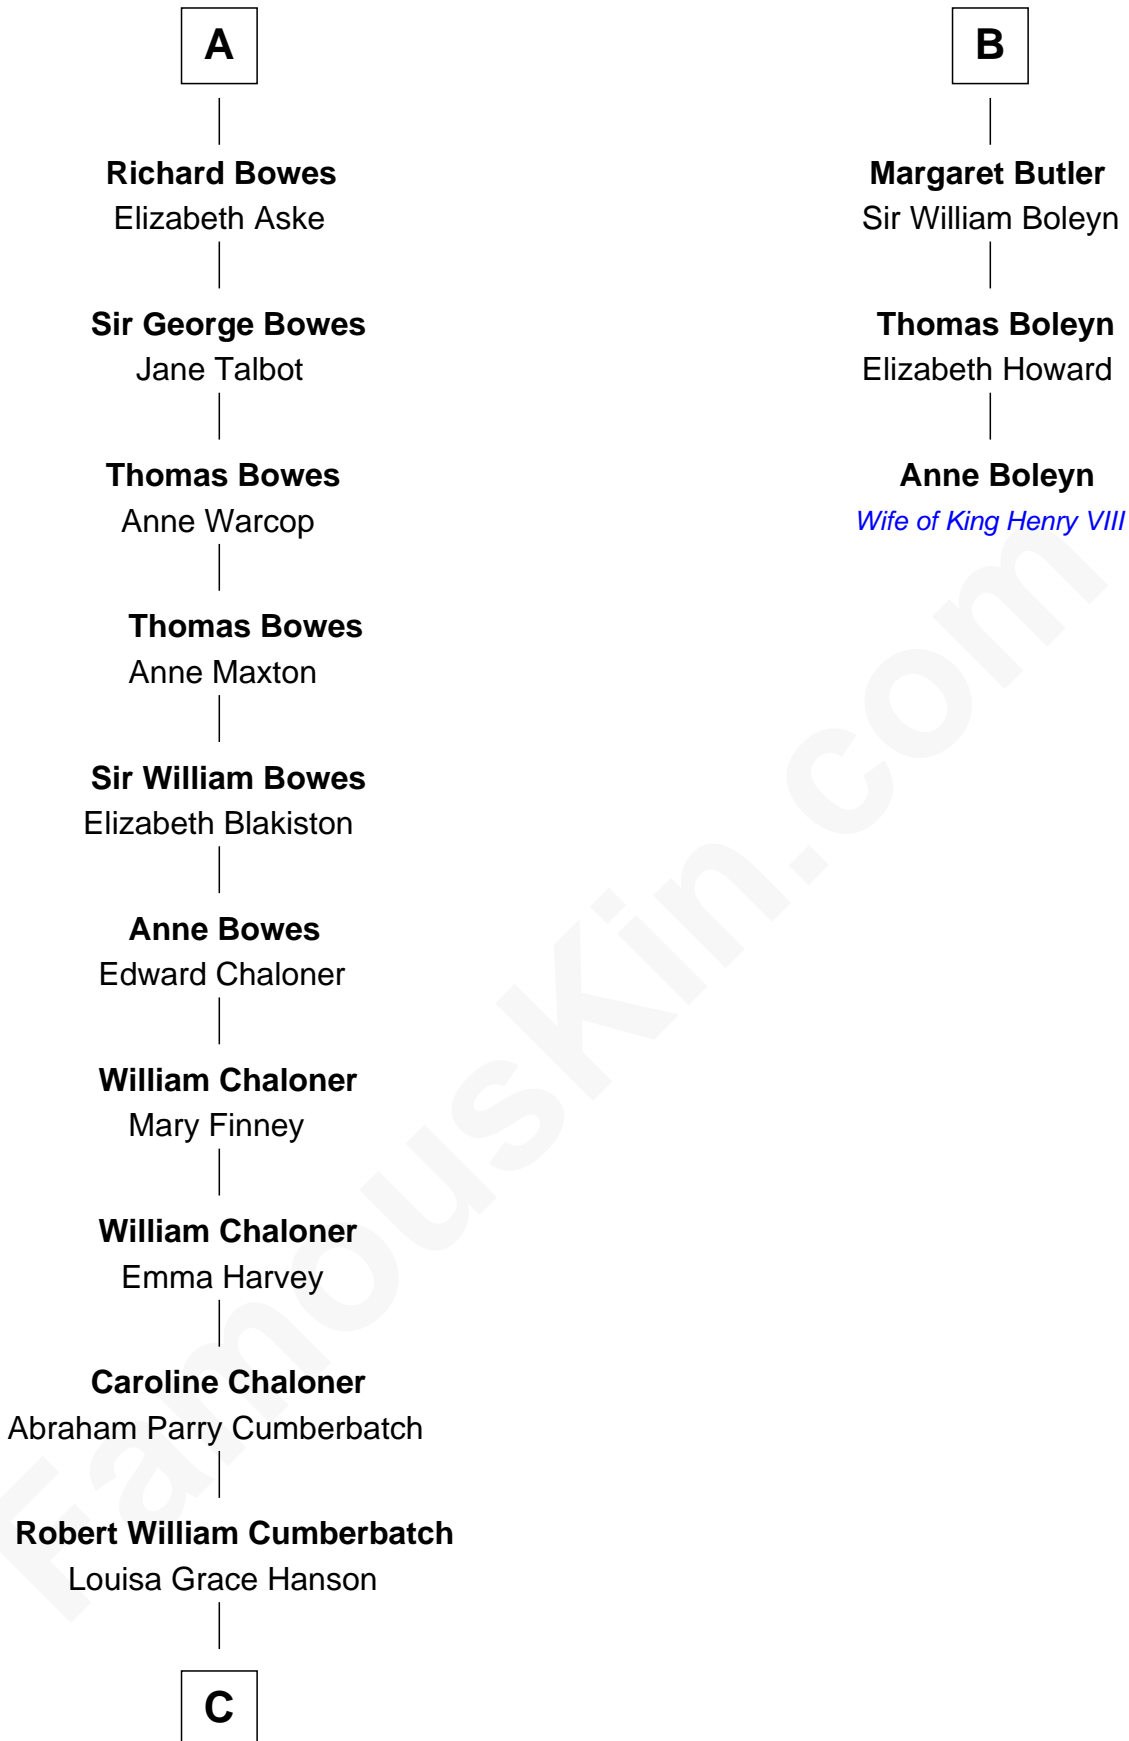 A
Richard Bowes
Elizabeth Aske
Sir George Bowes
Jane Talbot
Thomas Bowes
Anne Warcop
Thomas Bowes
Anne Maxton
Sir William Bowes
Elizabeth Blakiston
Anne Bowes
Edward Chaloner
William Chaloner
Mary Finney
William Chaloner
Emma Harvey
Caroline Chaloner
Abraham Parry Cumberbatch
Robert William Cumberbatch
Louisa Grace Hanson
C
B
Margaret Butler
Sir William Boleyn
Thomas Boleyn
Elizabeth Howard
Anne Boleyn
Wife of King Henry VIII
FamousKin.com